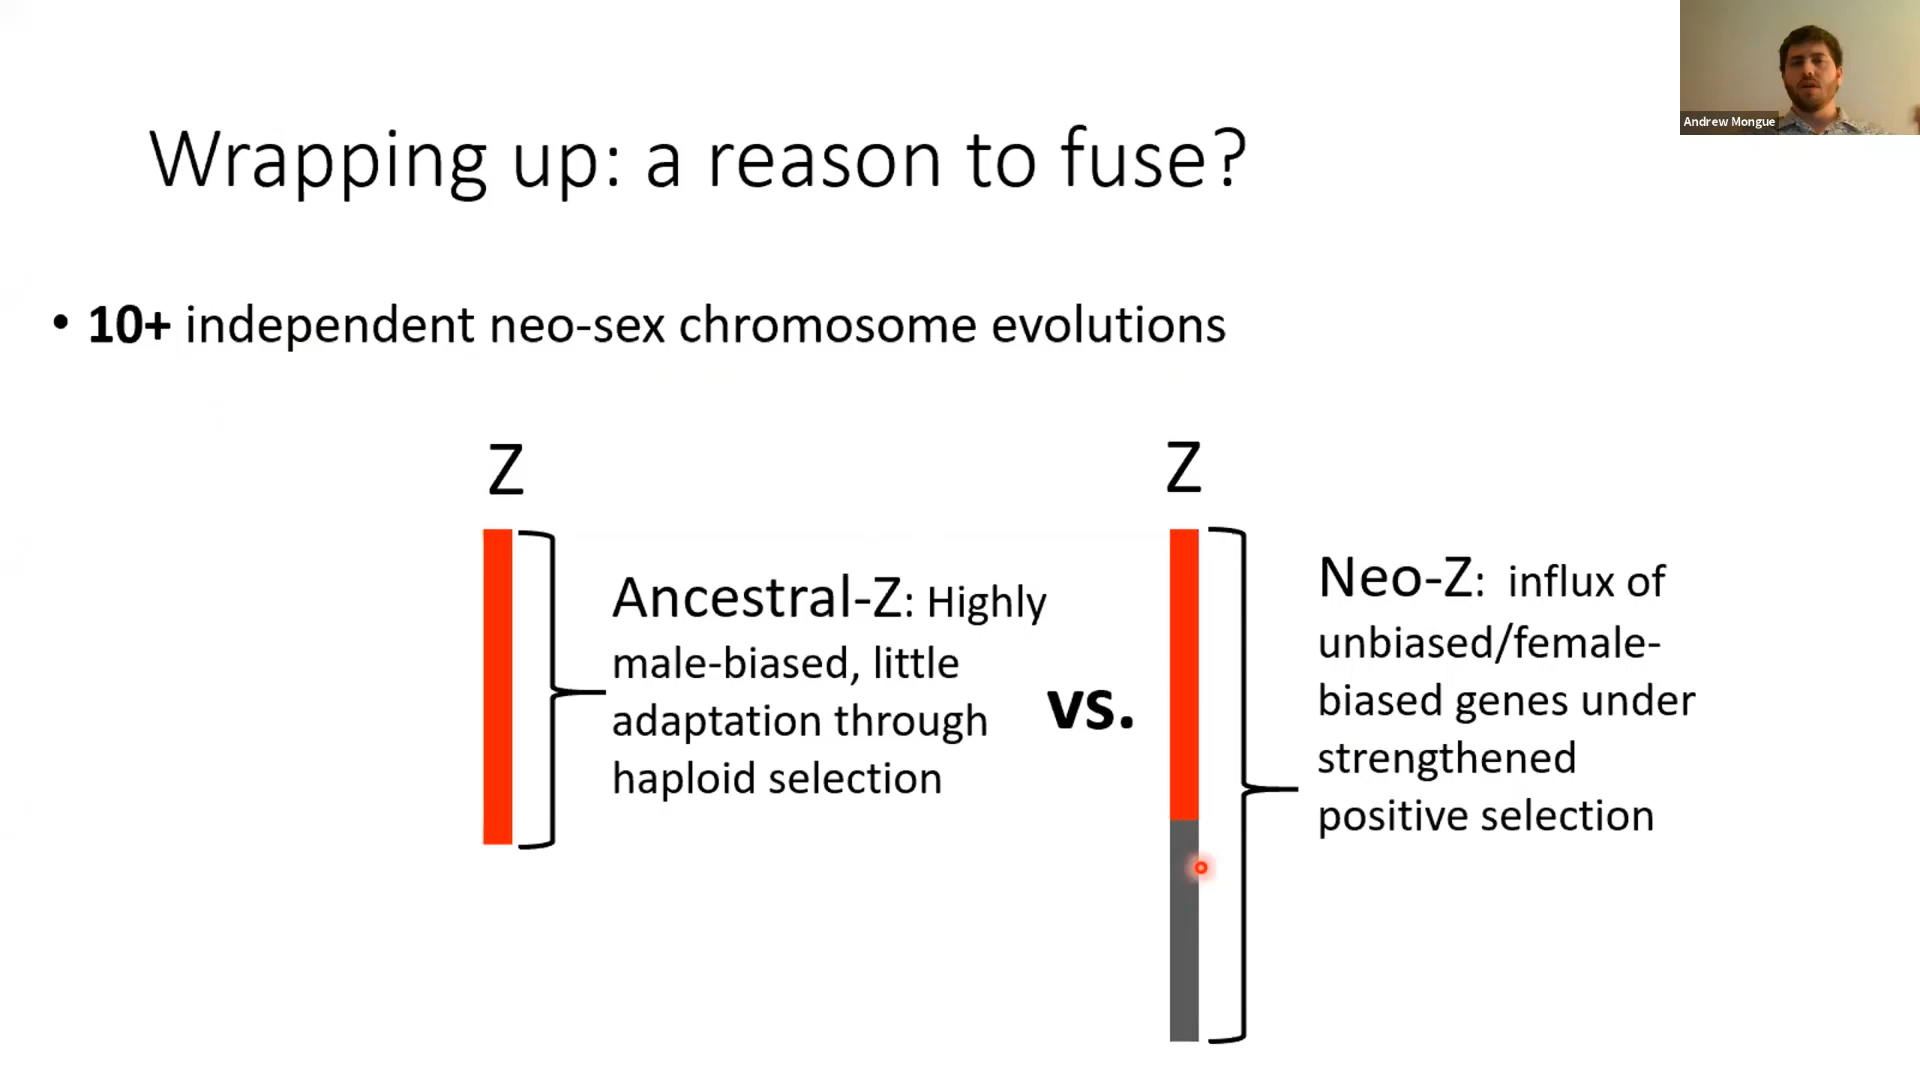 Andrew Mongue
Wrapping up: a reason to fuse?
• 10+ independent neo-sex chromosome evolutions
Z
Ancestral-Z: Highly
male-biased, little
adaptation through
haploid selection
vs.
Z
Neo-Z: influx of
unbiased/female-
biased genes under
strengthened
positive selection